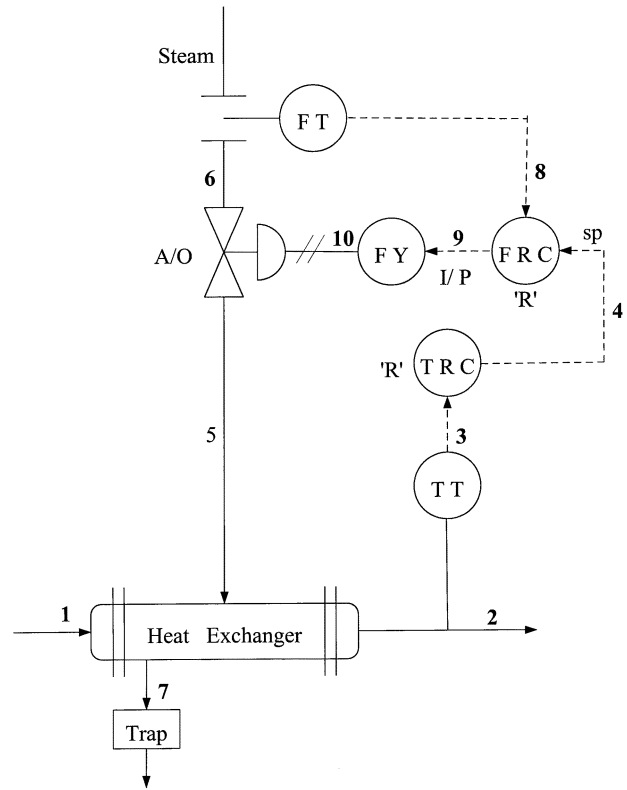 Steam
F T
6
8
10
9
sp
A/O
F Y
F R C
I/ P
'R'
4
'R'
T R C
5
3
T T
1
2
Heat Exchanger
7
Trap